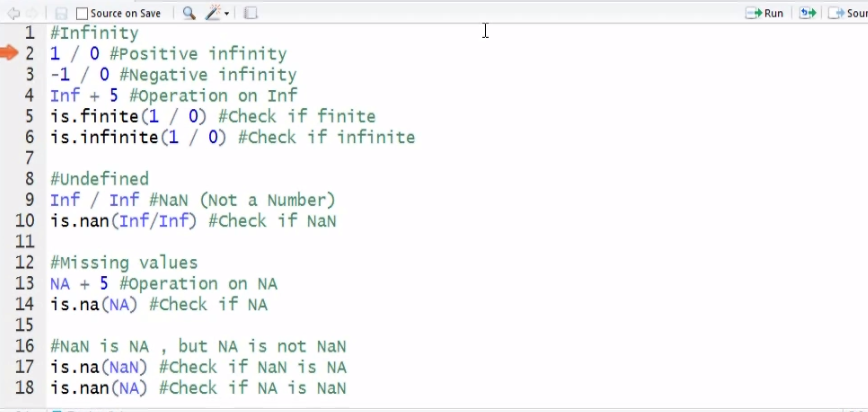 Source on Save Run Sour
1 #Infinity
2 1 / 0 #Positive infinity
3 -1 / 0 #Negative infinity
4 Inf + 5 #Operation on Inf
5 is.finite(1 / 0) #Check if finite
6 is.infinite(1 / 0) #Check if infinite
7
8 #Undefined
9 Inf / Inf #NaN (Not a Number)
10 is.nan(Inf/Inf) #Check if NaN
11
12 #Missing values
13 NA + 5 #Operation on NA
14 is.na(NA) #Check if NA
15
16 #NaN is NA , but NA is not NaN
17 is.na(NaN) #Check if NaN is NA
18 is.nan(NA) #Check if NA is NaN